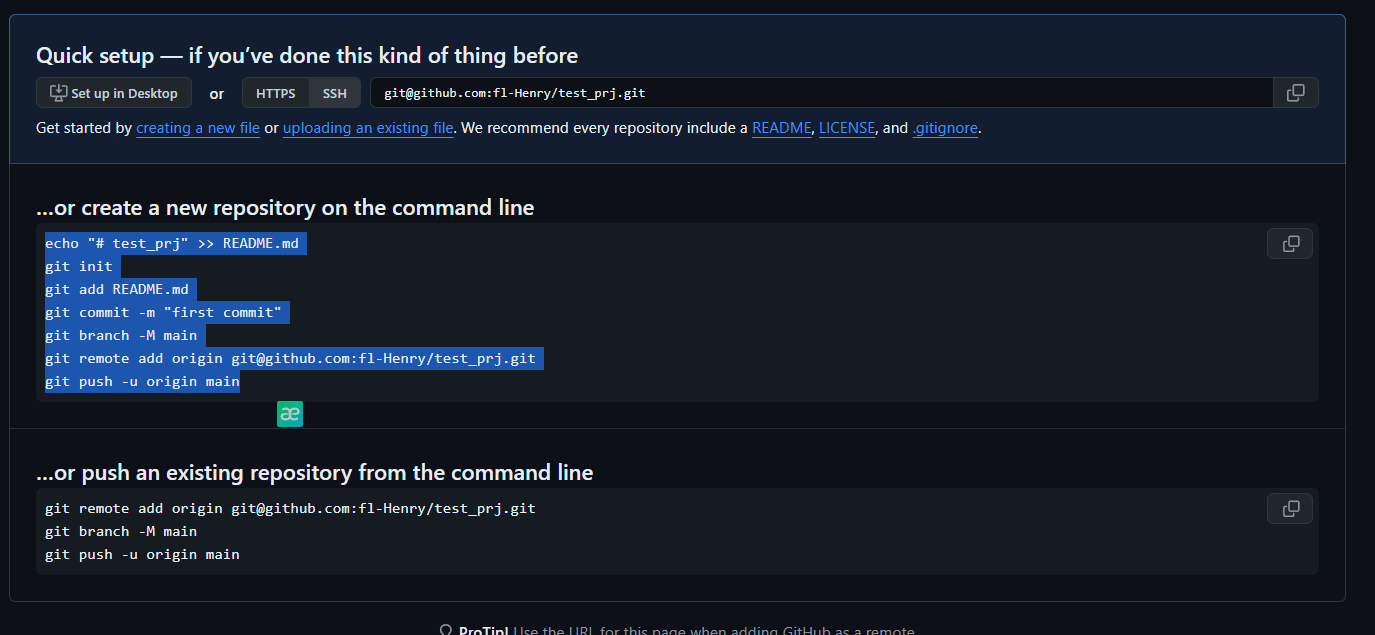 Quick setup — if you’ve done this kind of thing before
Set up in Desktop or HTTPS SSH git@github.com:fl-Henry/test_prj.git
Get started by creating a new file or uploading an existing file. We recommend every repository include a README, LICENSE, and .gitignore.
...or create a new repository on the command line
echo "# test_prj" >> README.md
git init
git add README.md
git commit -m "first commit"
git branch -M main
git remote add origin git@github.com:fl-Henry/test_prj.git
git push -u origin main
æ
...or push an existing repository from the command line
git remote add origin git@github.com:fl-Henry/test_prj.git
git branch -M main
git push -u origin main
ProTip! Use the URL for this page when adding GitHub as a remote.